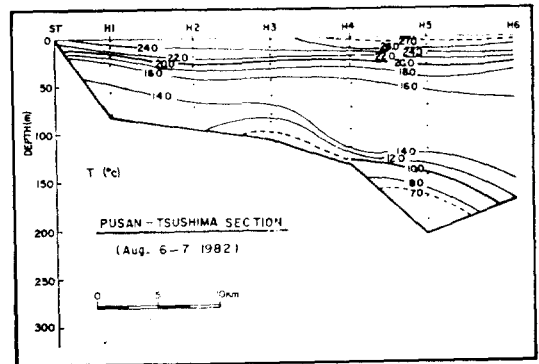 ST H1 H2 H3 H4 H5 H6
0
50
100
150
200
250
300
DEPTH(m)
27.0
24.0 26.0 24.0
22.0 22.0
20.0 20.0
18.0 18.0
16.0
14.0
14.0
12.0
10.0
8.0
7.0
T (°c)
PUSAN-TSUSHIMA SECTION
(Aug. 6-7 1982)
0 5 10Km